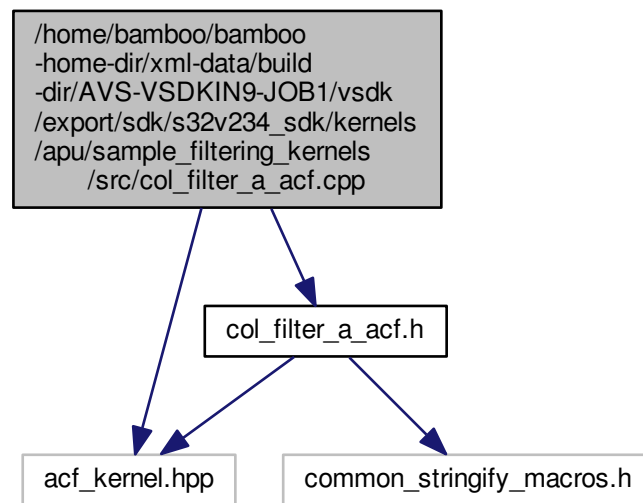 /home/bamboo/bamboo
-home-dir/xml-data/build
-dir/AVS-VSDKIN9-JOB1/vsdk
/export/sdk/s32v234_sdk/kernels
/apu/sample_filtering_kernels
/src/col_filter_a_acf.cpp
col_filter_a_acf.h
acf_kernel.hpp
common_stringify_macros.h